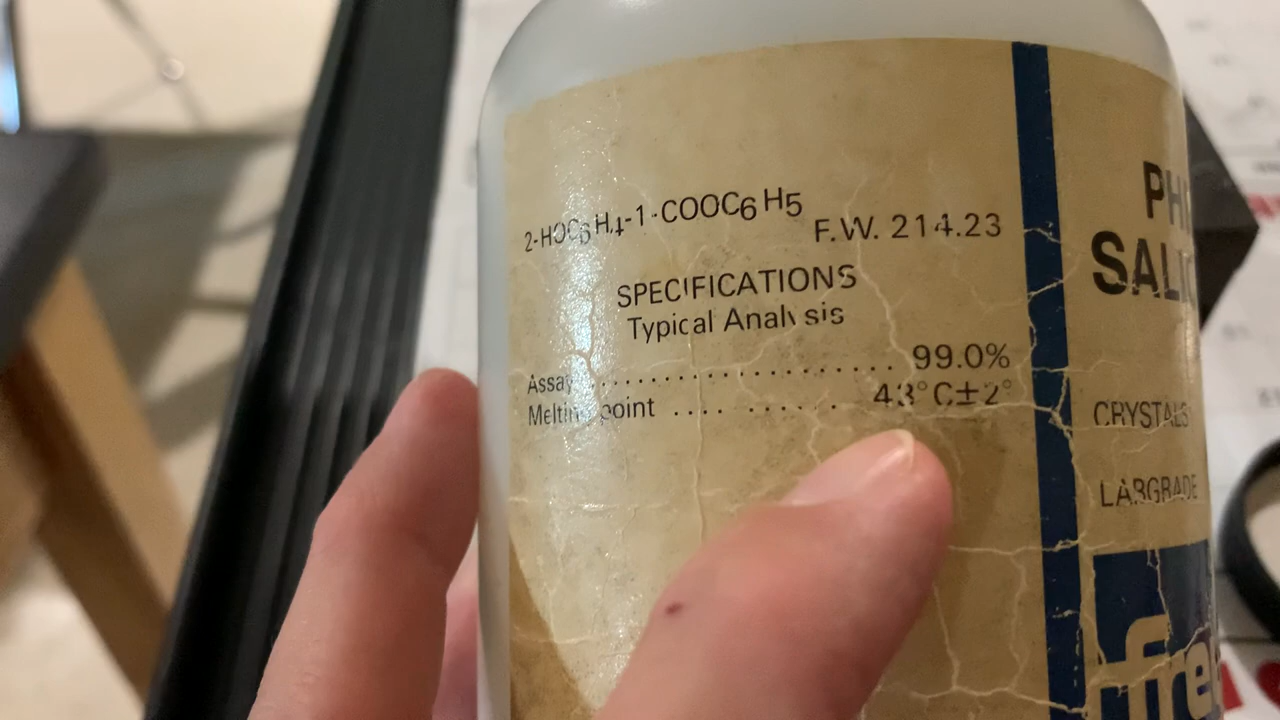 2-HOC6H4-1-COOC6H5
F.W. 214.23
SPECIFICATIONS
Typical Analysis
Assay ........................ 99.0%
Melting point .... ....... 43°C±2°
CRYSTALS
LABGRADE